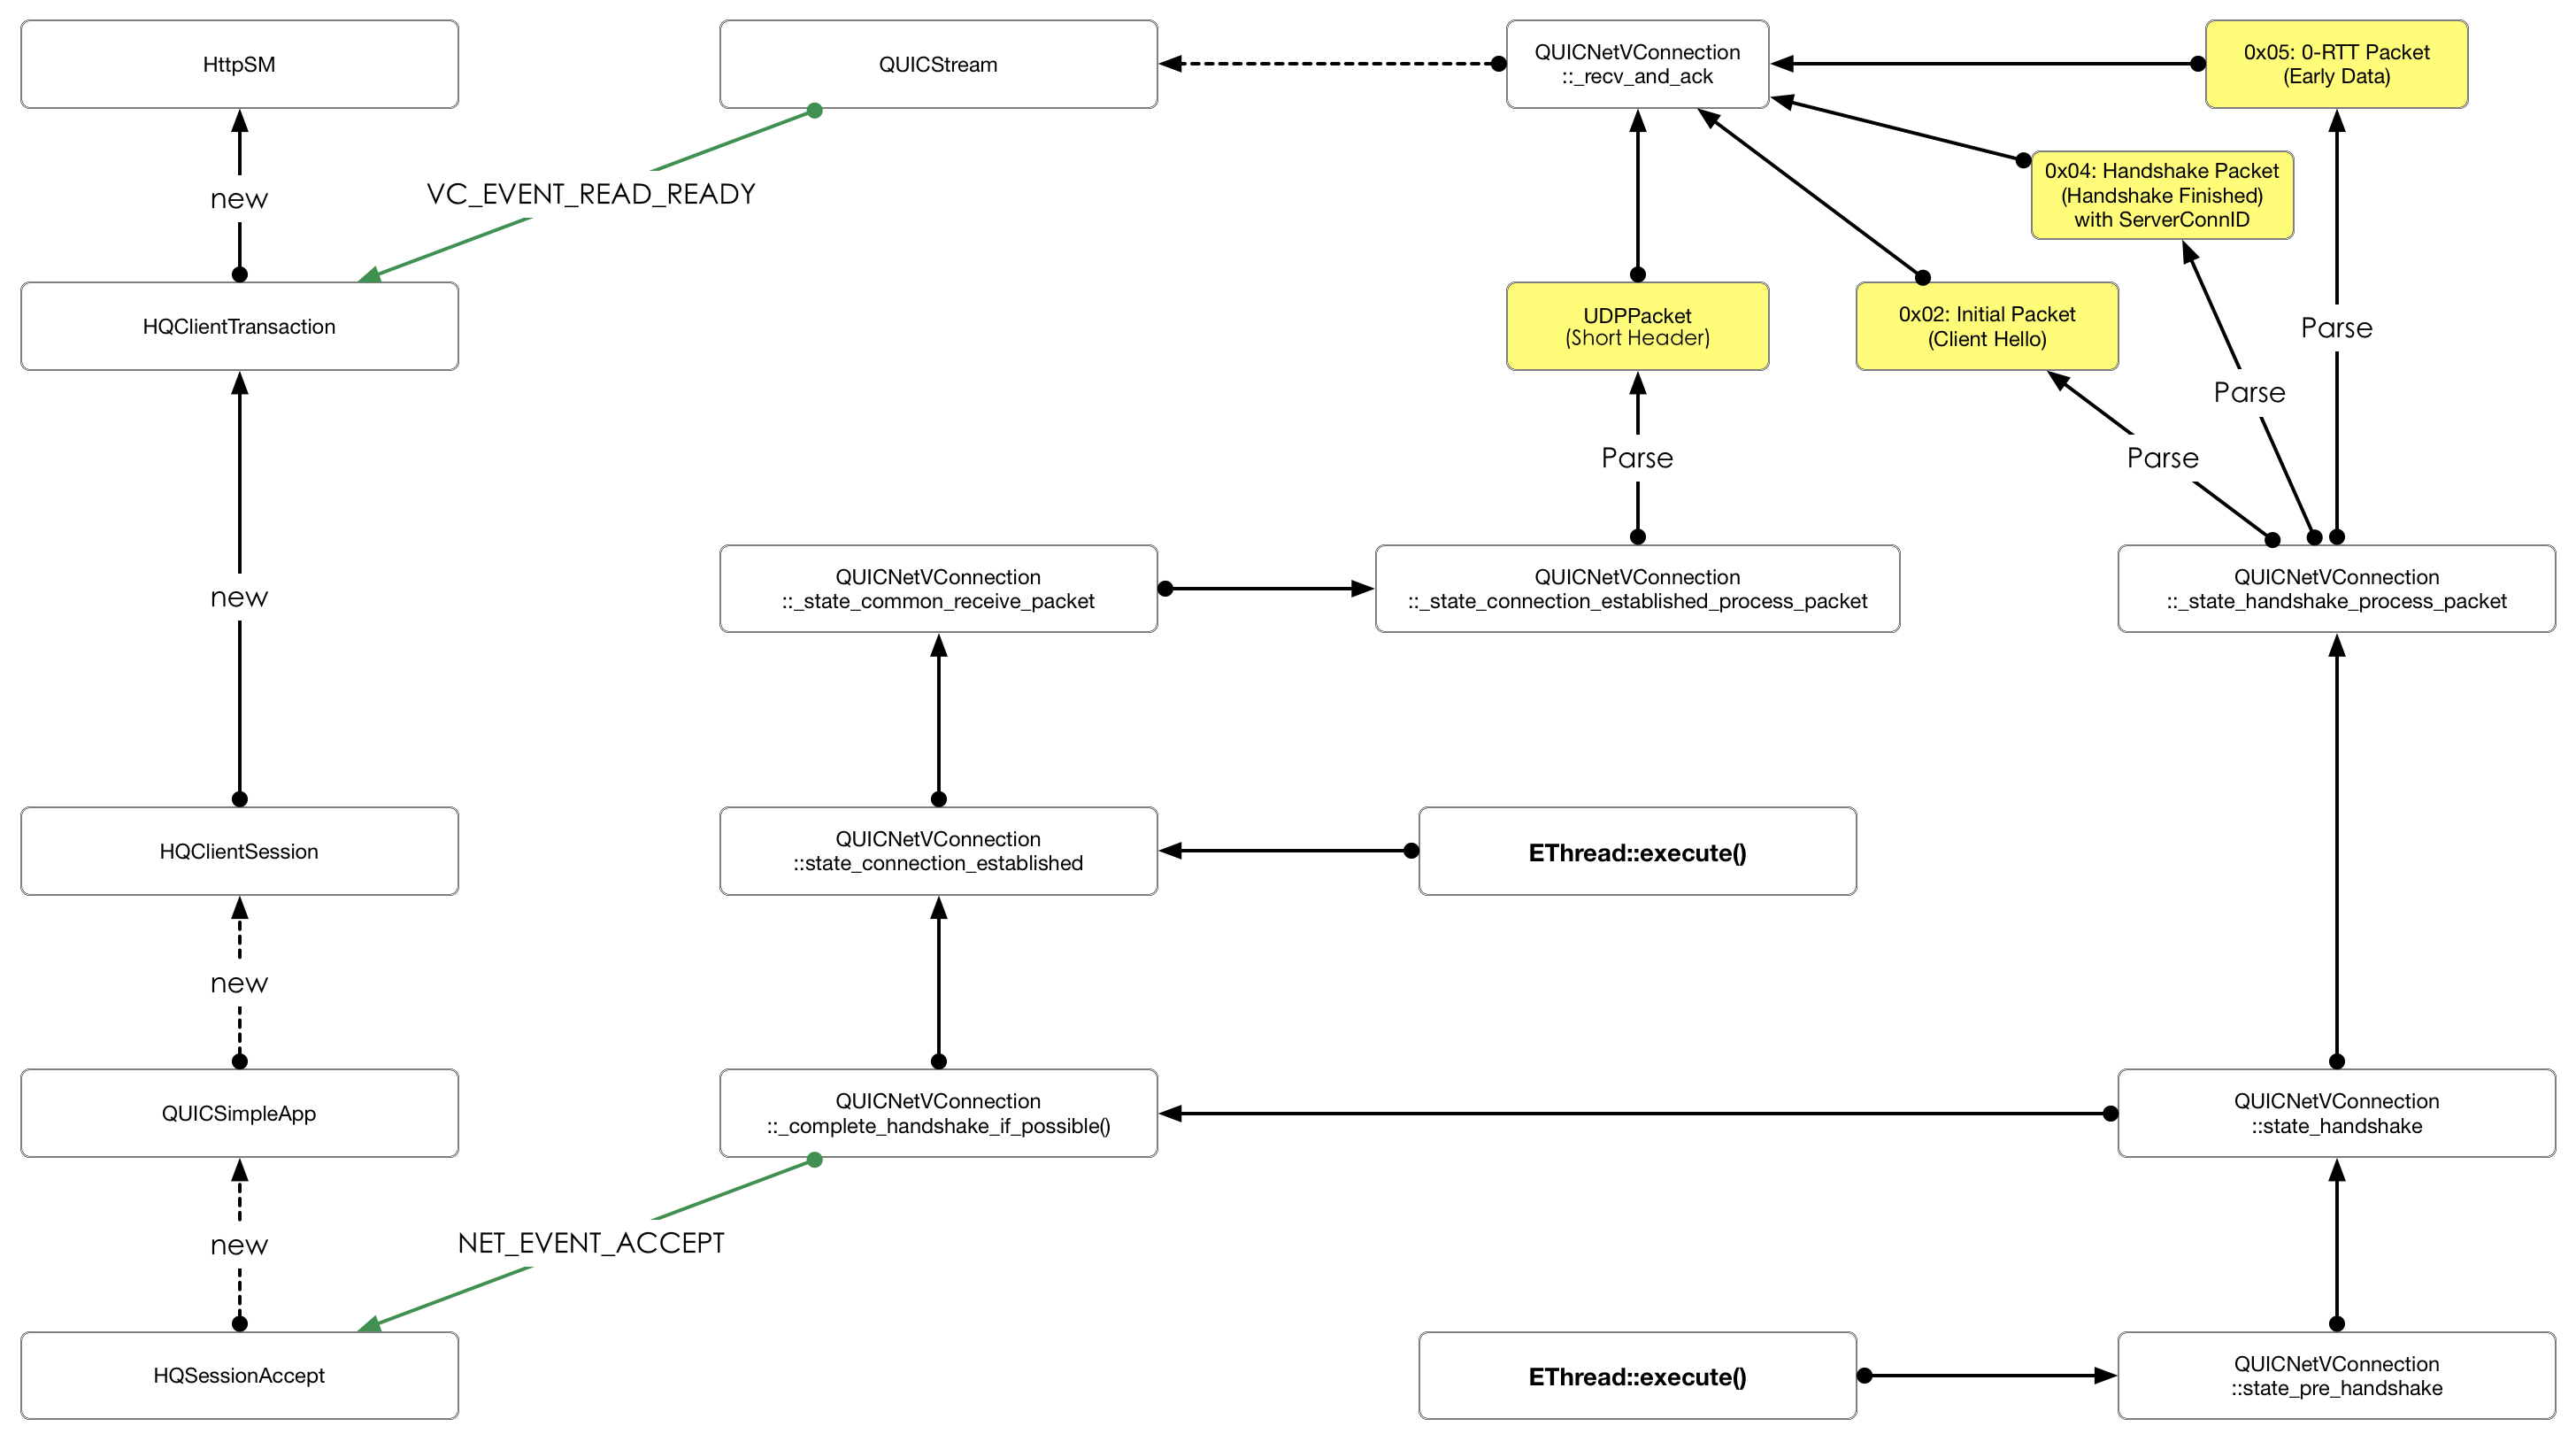 HttpSM
QUICStream
QUICNetVConnection
::_recv_and_ack
0x05: 0-RTT Packet
(Early Data)
new
VC_EVENT_READ_READY
0x04: Handshake Packet
(Handshake Finished)
with ServerConnID
HQClientTransaction
UDPPacket
(Short Header)
0x02: Initial Packet
(Client Hello)
Parse
Parse
Parse
Parse
new
QUICNetVConnection
::_state_common_receive_packet
QUICNetVConnection
::_state_connection_established_process_packet
QUICNetVConnection
::_state_handshake_process_packet
HQClientSession
QUICNetVConnection
::state_connection_established
EThread::execute()
new
QUICSimpleApp
QUICNetVConnection
::_complete_handshake_if_possible()
QUICNetVConnection
::state_handshake
new
NET_EVENT_ACCEPT
HQSessionAccept
EThread::execute()
QUICNetVConnection
::state_pre_handshake